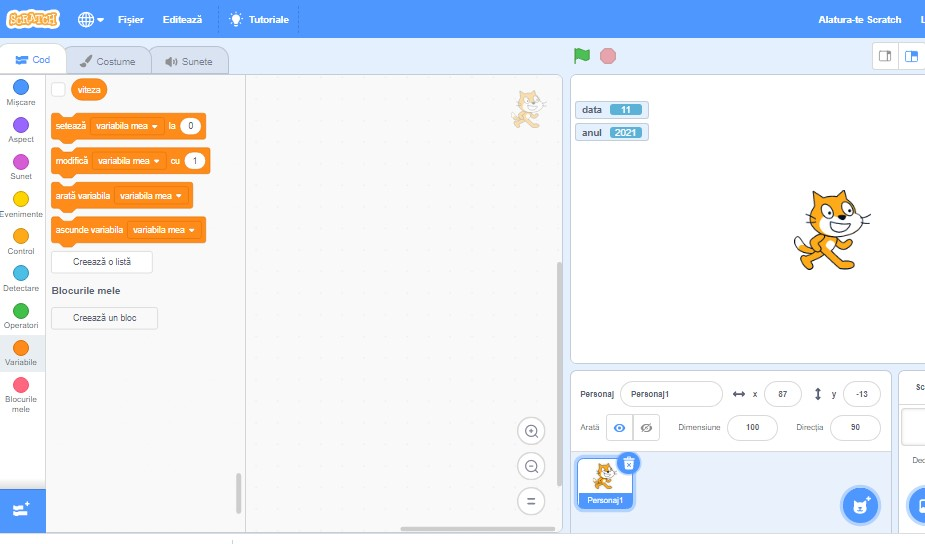 SCRATCH
Fișier
Editează
Tutoriale
Alatura-te Scratch
Cod
Costume
Sunete
Mișcare
Aspect
Sunet
Evenimente
Control
Detectare
Operatori
Variabile
Blocurile
mele
viteza
setează variabila mea la 0
modifică variabila mea cu 1
arată variabila variabila mea
ascunde variabila variabila mea
Creează o listă
Blocurile mele
Creează un bloc
data 11
anul 2021
Personaj Personaj1 x 87 y -13
Arată Dimensiune 100 Direcția 90
Personaj1